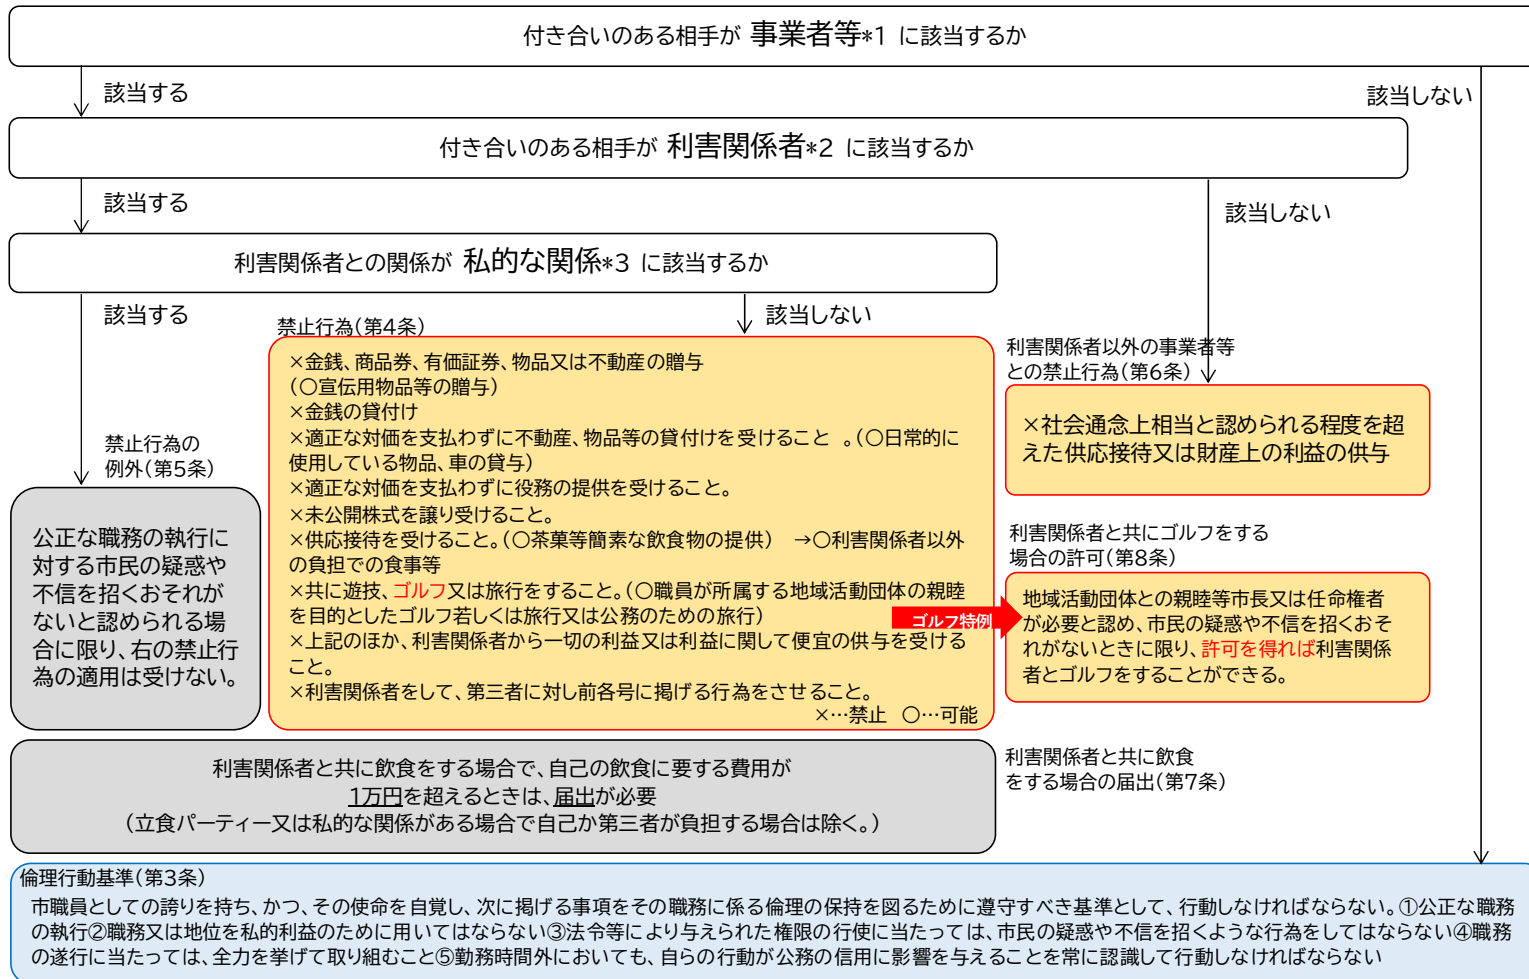 付き合いのある相手が 事業者等*1 に該当するか
該当する
該当しない
付き合いのある相手が 利害関係者*2 に該当するか
該当する
該当しない
利害関係者との関係が 私的な関係*3 に該当するか
該当する
該当しない
禁止行為(第4条)
×金銭、商品券、有価証券、物品又は不動産の贈与
(〇宣伝用物品等の贈与)
×金銭の貸付け
×適正な対価を支払わずに不動産、物品等の貸付けを受けること 。(〇日常的に
使用している物品、車の貸与)
×適正な対価を支払わずに役務の提供を受けること。
×未公開株式を譲り受けること。
×供応接待を受けること。(〇茶菓等簡素な飲食物の提供) →〇利害関係者以外
の負担での食事等
×共に遊技、ゴルフ又は旅行をすること。(〇職員が所属する地域活動団体の親睦
を目的としたゴルフ若しくは旅行又は公務のための旅行)
×上記のほか、利害関係者から一切の利益又は利益に関して便宜の供与を受ける
こと。
×利害関係者をして、第三者に対し前各号に掲げる行為をさせること。
×…禁止 〇…可能
禁止行為の
例外(第5条)
公正な職務の執行に
対する市民の疑惑や
不信を招くおそれが
ないと認められる場
合に限り、右の禁止行
為の適用は受けない。
利害関係者以外の事業者等
との禁止行為(第6条)
×社会通念上相当と認められる程度を超
えた供応接待又は財産上の利益の供与
利害関係者と共にゴルフをする
場合の許可(第8条)
ゴルフ特例
地域活動団体との親睦等市長又は任命権者
が必要と認め、市民の疑惑や不信を招くおそ
れがないときに限り、許可を得れば利害関係
者とゴルフをすることができる。
利害関係者と共に飲食をする場合で、自己の飲食に要する費用が
1万円を超えるときは、届出が必要
(立食パーティー又は私的な関係がある場合で自己か第三者が負担する場合は除く。)
利害関係者と共に飲食
をする場合の届出(第7条)
倫理行動基準(第3条)
市職員としての誇りを持ち、かつ、その使命を自覚し、次に掲げる事項をその職務に係る倫理の保持を図るために遵守すべき基準として、行動しなければならない。①公正な職務
の執行②職務又は地位を私的利益のために用いてはならない③法令等により与えられた権限の行使に当たっては、市民の疑惑や不信を招くような行為をしてはならない④職務
の遂行に当たっては、全力を挙げて取り組むこと⑤勤務時間外においても、自らの行動が公務の信用に影響を与えることを常に認識して行動しなければならない